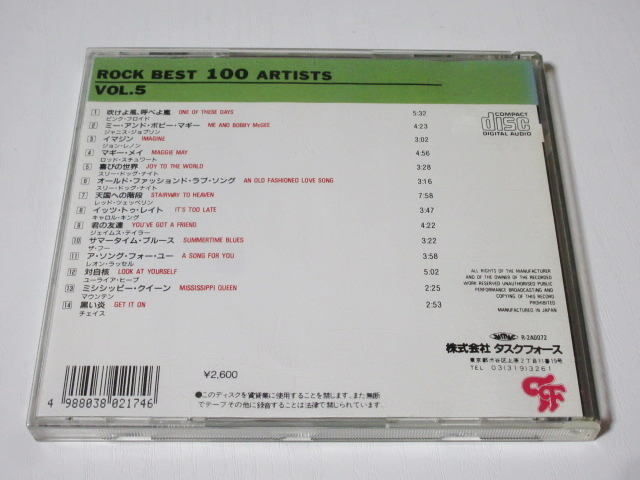 ROCK BEST 100 ARTISTS
VOL.5
COMPACT
disc
DIGITAL AUDIO
1 吹けよ風、呼べよ嵐 ONE OF THESE DAYS 5:32
ピンク・フロイド
2 ミー・アンド・ボビー・マギー ME AND BOBBY McGEE 4:23
ジャニス・ジョプリン
3 イマジン IMAGINE 3:02
ジョン・レノン
4 マギー・メイ MAGGIE MAY 4:56
ロッド・スチュワート
5 喜びの世界 JOY TO THE WORLD 3:28
スリー・ドッグ・ナイト
6 オールド・ファッションド・ラブ・ソング AN OLD FASHIONED LOVE SONG 3:16
スリー・ドッグ・ナイト
7 天国への階段 STAIRWAY TO HEAVEN 7:58
レッド・ツェッペリン
8 イッツ・トゥ・レイト IT'S TOO LATE 3:47
キャロル・キング
9 君の友達 YOU'VE GOT A FRIEND 4:22
ジェイムス・テイラー
10 サマータイム・ブルース SUMMERTIME BLUES 3:22
ザ・フー
11 ア・ソング・フォー・ユー A SONG FOR YOU 3:58
レオン・ラッセル
12 対自核 LOOK AT YOURSELF 5:02
ユーライア・ヒープ
13 ミシシッピー・クイーン MISSISSIPPI QUEEN 2:25
マウンテン
14 黒い炎 GET IT ON 2:53
チェイス
ALL RIGHTS OF THE MANUFACTURER
AND OF THE OWNER OF THE RECORDED
WORK RESERVED UNAUTHORISED PUBLIC
PERFORMANCE BROADCASTING AND
COPYING OF THIS RECORD
PROHIBITED
MANUFACTURED IN JAPAN
R-2A0072
株式会社 タスクフォース
東京都渋谷区上原2丁目11番19号
TEL 03(319)3261
¥2,600
●このディスクを賃貸業に使用することを禁じます。また無断
でテープその他に録音することは法律で禁じられています。
4 988038 021746